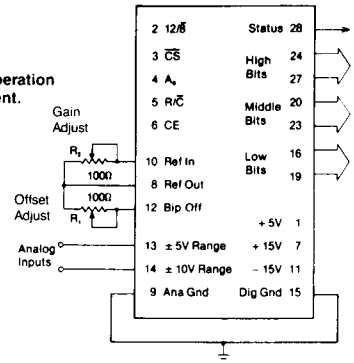 peration
ent.
Gain
Adjust
R₂
100Ω
100Ω
Offset
Adjust
R₁
Analog
Inputs
2 12/8̅
3 C̅S̅
4 A₀
5 R/C̅
6 CE
10 Ref In
8 Ref Out
12 Bip Off
13 ± 5V Range
14 ± 10V Range
9 Ana Gnd
Status 28
High 24
Bits 27
Middle 20
Bits 23
Low 16
Bits 19
+ 5V 1
+ 15V 7
− 15V 11
Dig Gnd 15